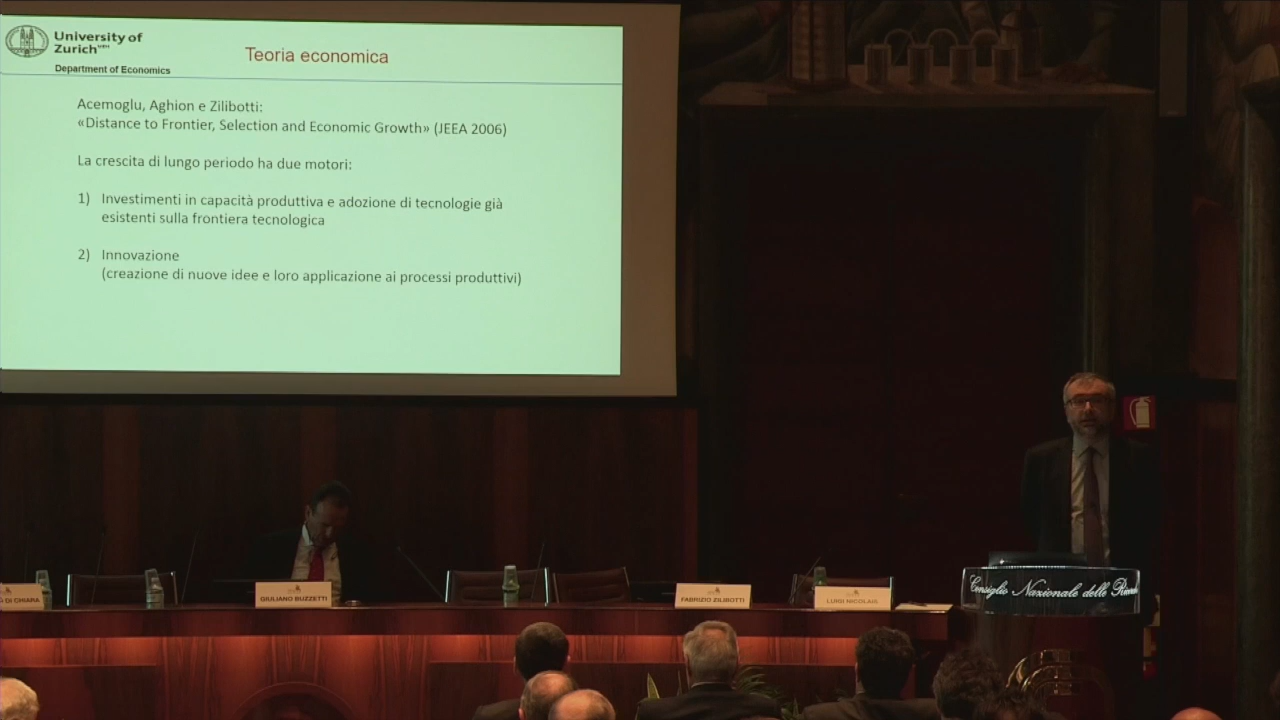 University of
Zurich
Department of Economics
Teoria economica
Acemoglu, Aghion e Zilibotti:
«Distance to Frontier, Selection and Economic Growth» (JEEA 2006)
La crescita di lungo periodo ha due motori:
1) Investimenti in capacità produttiva e adozione di tecnologie già
esistenti sulla frontiera tecnologica
2) Innovazione
(creazione di nuove idee e loro applicazione ai processi produttivi)
DI CHIARA
GIULIANO BUZZETTI
FABRIZIO ZILIBOTTI
LUIGI NICOLAIS
Consiglio Nazionale delle